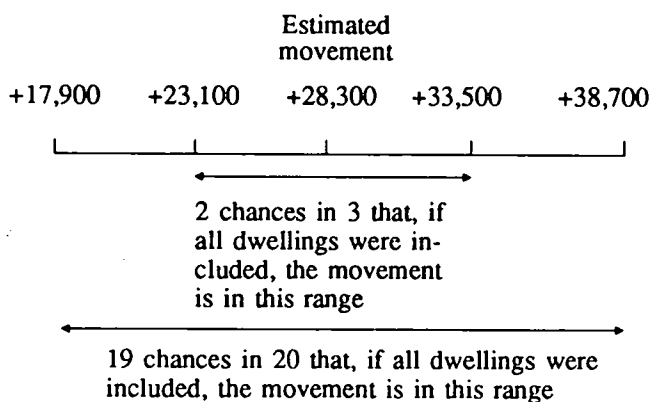 Estimated
movement
+17,900 +23,100 +28,300 +33,500 +38,700
2 chances in 3 that, if
all dwellings were in-
cluded, the movement
is in this range
19 chances in 20 that, if all dwellings were
included, the movement is in this range